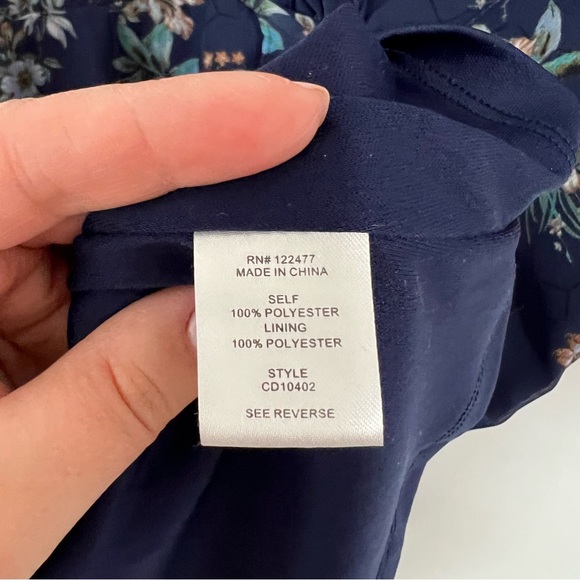 RN# 122477
MADE IN CHINA
SELF
100% POLYESTER
LINING
100% POLYESTER
STYLE
CD10402
SEE REVERSE